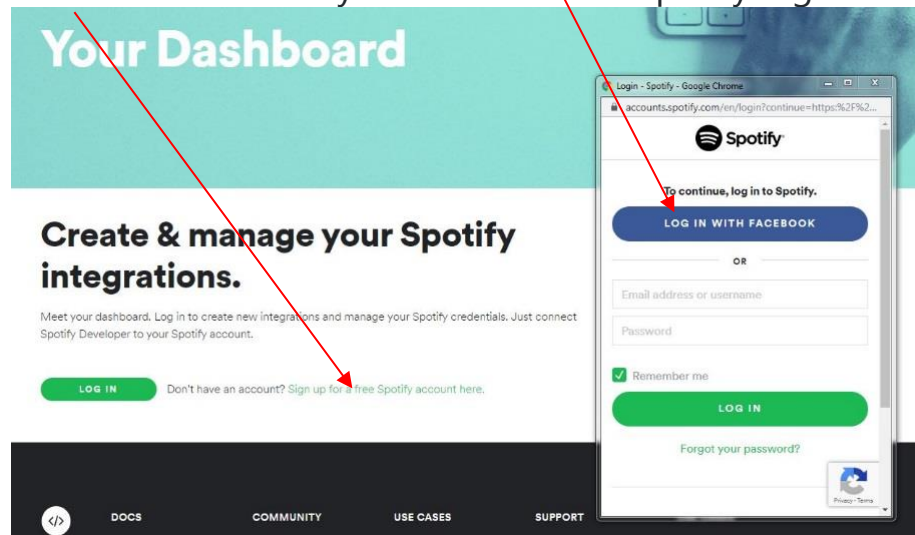 Your Dashboard
Create & manage your Spotify
integrations.
Meet your dashboard. Log in to create new integrations and manage your Spotify credentials. Just connect
Spotify Developer to your Spotify account.
LOG IN
Don't have an account? Sign up for a free Spotify account here.
DOCS
COMMUNITY
USE CASES
SUPPORT
Login - Spotify - Google Chrome
accounts.spotify.com/en/login?continue=https:%2F%2...
Spotify
To continue, log in to Spotify.
LOG IN WITH FACEBOOK
OR
Email address or username
Password
Remember me
LOG IN
Forgot your password?
Privacy - Terms